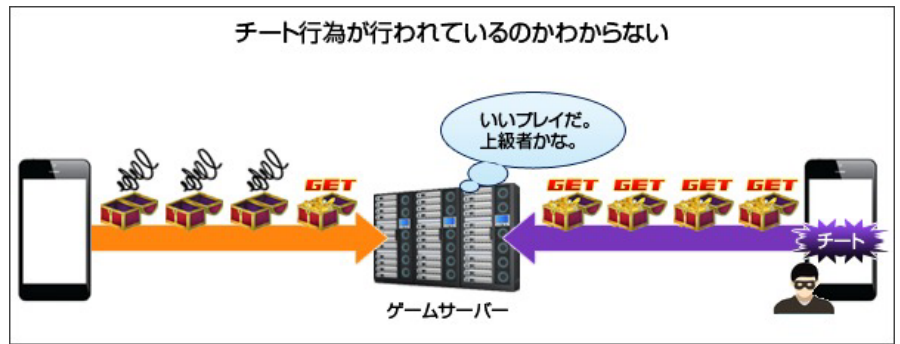 チート行為が行われているのかわからない
いいプレイだ。
上級者かな。
GET
GET GET GET GET
チート
ゲームサーバー